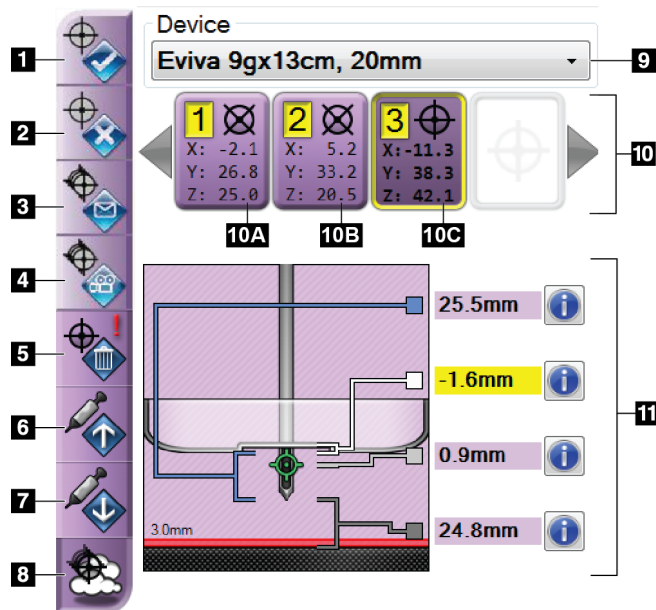 Device
1
Eviva 9gx13cm, 20mm
9
2
1
X: -2.1
Y: 26.8
Z: 25.0
2
X: 5.2
Y: 33.2
Z: 20.5
3
X:-11.3
Y: 38.3
Z: 42.1
10
3
10A
10B
10C
4
25.5mm
i
5
!
-1.6mm
i
11
6
0.9mm
i
7
3.0mm
24.8mm
i
8